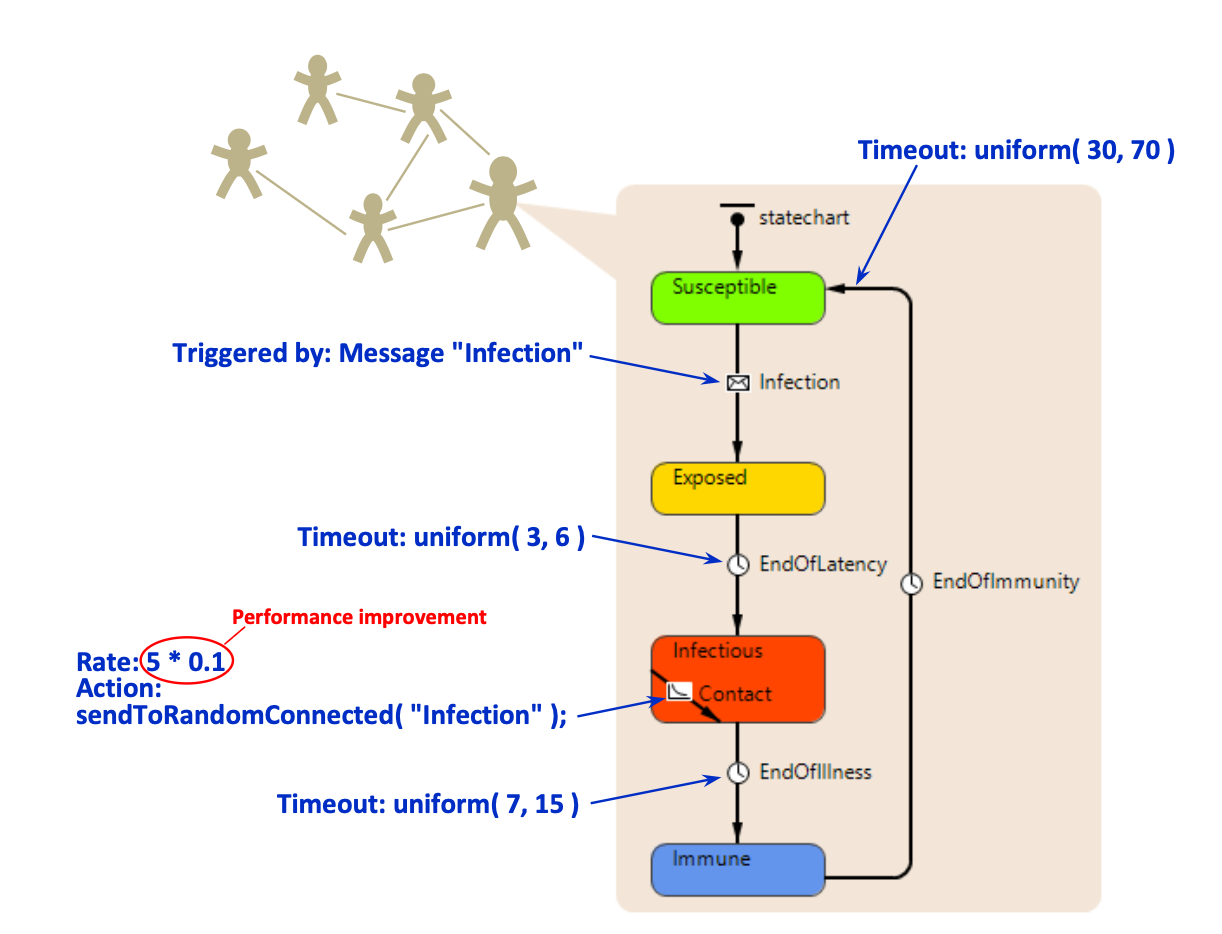 Timeout: uniform( 30, 70 )
statechart
Susceptible
Triggered by: Message "Infection"
Infection
Exposed
Timeout: uniform( 3, 6 )
EndOfLatency
EndOfImmunity
Performance improvement
Rate: 5 * 0.1
Action:
sendToRandomConnected( "Infection" );
Infectious
Contact
EndOfIllness
Timeout: uniform( 7, 15 )
Immune